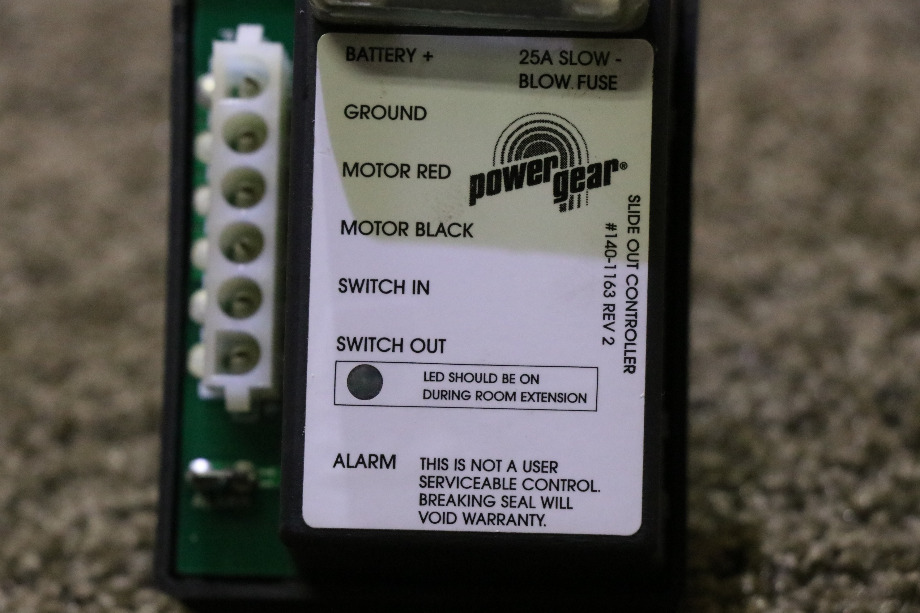 BATTERY +
25A SLOW -
BLOW FUSE
GROUND
powergear®
MOTOR RED
MOTOR BLACK
SLIDE OUT CONTROLLER
#140-1163 REV 2
SWITCH IN
SWITCH OUT
LED SHOULD BE ON
DURING ROOM EXTENSION
ALARM
THIS IS NOT A USER
SERVICEABLE CONTROL.
BREAKING SEAL WILL
VOID WARRANTY.